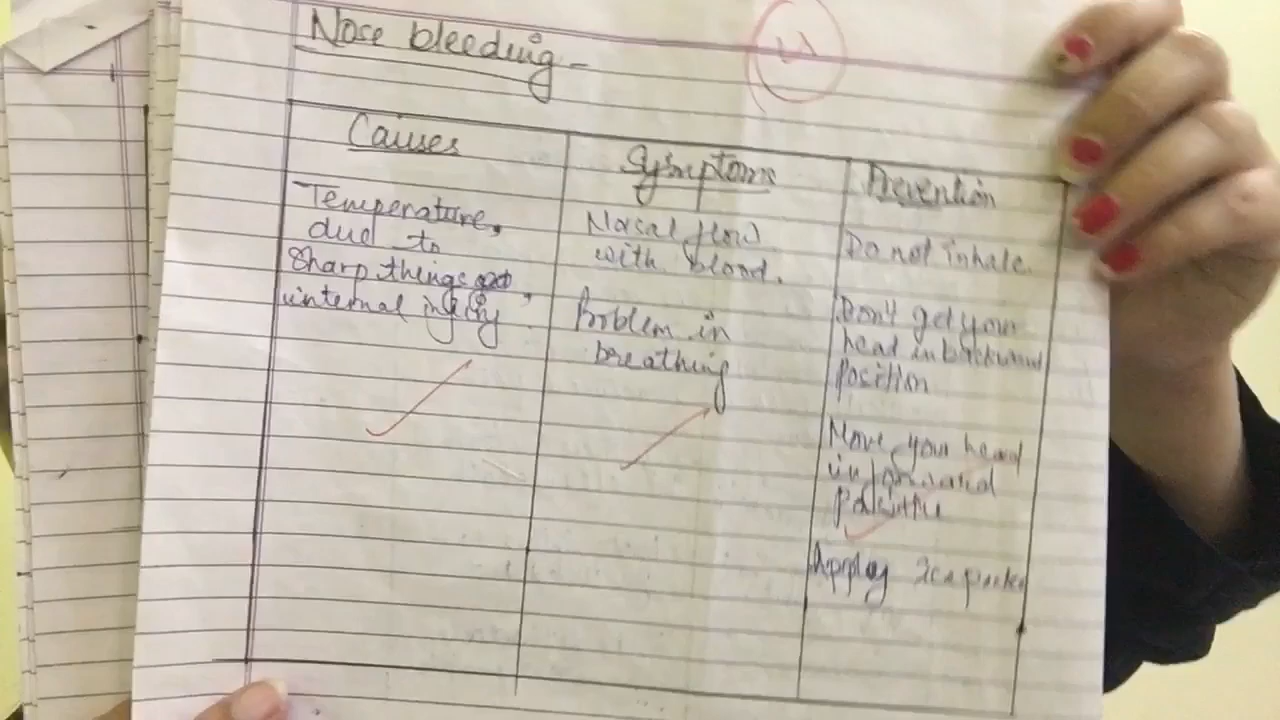 Nose bleeding -
Causes
Symptoms
Prevention
Temperature,
due to
Sharp things,
internal injury
Nasal flow
with blood.
Problem in
breathing
Do not inhale.
Don't get your
head in backward
position
Move your head
in forward
Apply Ice packs